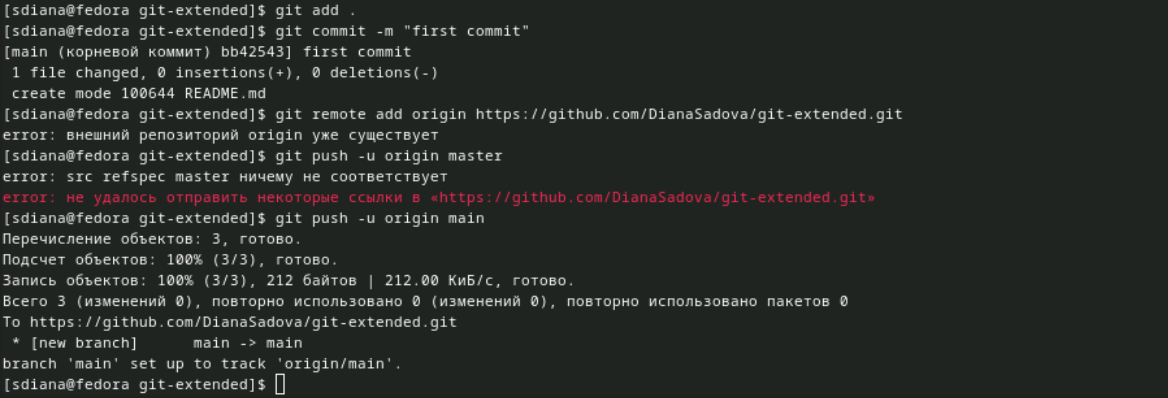 [sdiana@fedora git-extended]$ git add .
[sdiana@fedora git-extended]$ git commit -m "first commit"
[main (корневой коммит) bb42543] first commit
 1 file changed, 0 insertions(+), 0 deletions(-)
 create mode 100644 README.md
[sdiana@fedora git-extended]$ git remote add origin https://github.com/DianaSadova/git-extended.git
error: внешний репозиторий origin уже существует
[sdiana@fedora git-extended]$ git push -u origin master
error: src refspec master ничему не соответствует
error: не удалось отправить некоторые ссылки в «https://github.com/DianaSadova/git-extended.git»
[sdiana@fedora git-extended]$ git push -u origin main
Перечисление объектов: 3, готово.
Подсчет объектов: 100% (3/3), готово.
Запись объектов: 100% (3/3), 212 байтов | 212.00 КиБ/с, готово.
Всего 3 (изменений 0), повторно использовано 0 (изменений 0), повторно использовано пакетов 0
To https://github.com/DianaSadova/git-extended.git
 * [new branch]      main -> main
branch 'main' set up to track 'origin/main'.
[sdiana@fedora git-extended]$